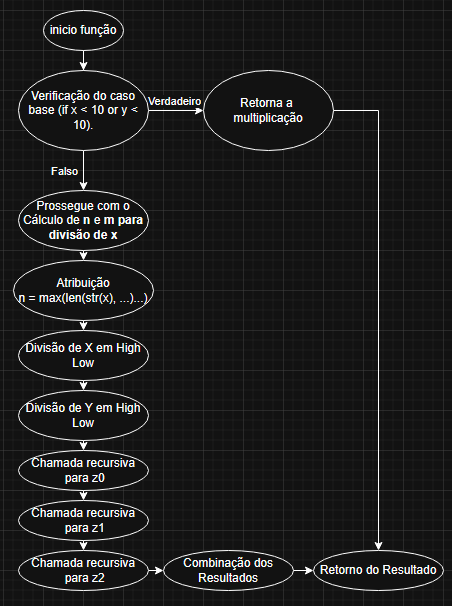 inicio função
Verificação do caso
base (if x < 10 or y <
10).
Verdadeiro
Retorna a
multiplicação
Falso
Prossegue com o
Cálculo de n e m para
divisão de x
Atribuição
n = max(len(str(x), ...)...)
Divisão de X em High
Low
Divisão de Y em High
Low
Chamada recursiva
para z0
Chamada recursiva
para z1
Chamada recursiva
para z2
Combinação dos
Resultados
Retorno do Resultado